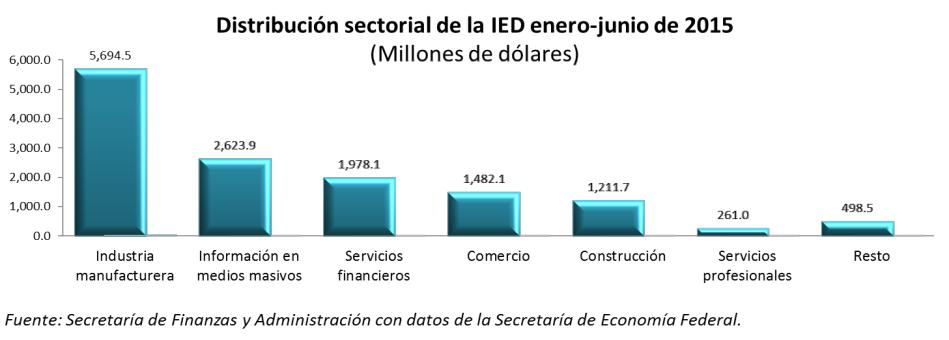 Distribución sectorial de la IED enero-junio de 2015
(Millones de dólares)
6,000.0
5,000.0
4,000.0
3,000.0
2,000.0
1,000.0
0.0
5,694.5
2,623.9
1,978.1
1,482.1
1,211.7
261.0
498.5
Industria
manufacturera
Información en
medios masivos
Servicios
financieros
Comercio
Construcción
Servicios
profesionales
Resto
Fuente: Secretaría de Finanzas y Administración con datos de la Secretaría de Economía Federal.